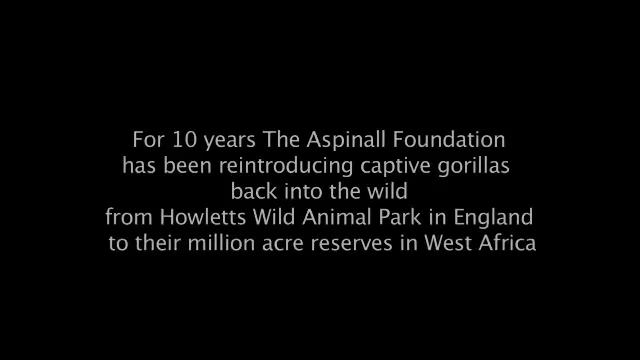 For 10 years The Aspinall Foundation
has been reintroducing captive gorillas
back into the wild
from Howletts Wild Animal Park in England
to their million acre reserves in West Africa